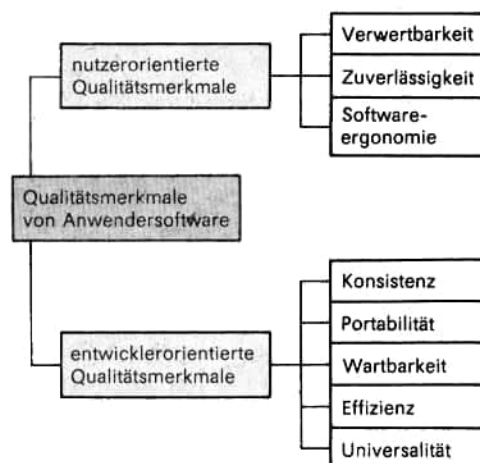 nutzerorientierte
Qualitätsmerkmale
Verwertbarkeit
Zuverlässigkeit
Software-
ergonomie
Qualitätsmerkmale
von Anwendersoftware
entwicklerorientierte
Qualitätsmerkmale
Konsistenz
Portabilität
Wartbarkeit
Effizienz
Universalität